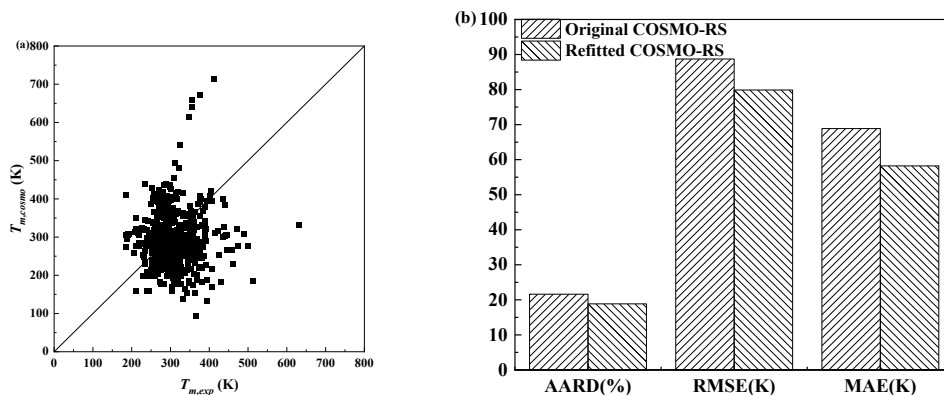 (a)
800
700
600
500
400
300
200
100
0
T_m,cosmo (K)
0 100 200 300 400 500 600 700 800
T_m,exp (K)
(b)
100
90
80
70
60
50
40
30
20
10
0
Original COSMO-RS
Refitted COSMO-RS
AARD(%) RMSE(K) MAE(K)